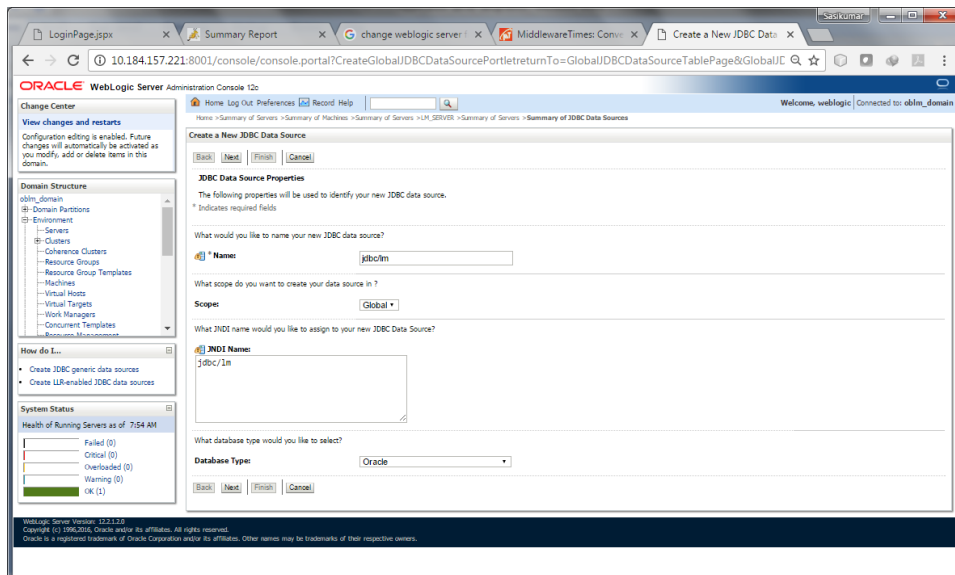 Sasikumar
LoginPage.jspx
Summary Report
change weblogic server f
MiddlewareTimes: Conve
Create a New JDBC Data
10.184.157.221:8001/console/console.portal?CreateGlobalJDBCDataSourcePortletreturnTo=GlobalJDBCDataSourceTablePage&GlobalJD
ORACLE WebLogic Server Administration Console 12c
Change Center
View changes and restarts
Configuration editing is enabled. Future
changes will automatically be activated as
you modify, add or delete items in this
domain.
Domain Structure
oblm_domain
Domain Partitions
Environment
Servers
Clusters
Coherence Clusters
Resource Groups
Resource Group Templates
Machines
Virtual Hosts
Virtual Targets
Work Managers
Concurrent Templates
Resource Management
How do I...
Create JDBC generic data sources
Create LLR-enabled JDBC data sources
System Status
Health of Running Servers as of 7:54 AM
Failed (0)
Critical (0)
Overloaded (0)
Warning (0)
OK (1)
Home Log Out Preferences Record Help
Welcome, weblogic Connected to: oblm_domain
Home >Summary of Servers >Summary of Machines >Summary of Servers >LM_SERVER >Summary of Servers >Summary of JDBC Data Sources
Create a New JDBC Data Source
Back Next Finish Cancel
JDBC Data Source Properties
The following properties will be used to identify your new JDBC data source.
* Indicates required fields
What would you like to name your new JDBC data source?
* Name: jdbc/lm
What scope do you want to create your data source in ?
Scope: Global
What JNDI name would you like to assign to your new JDBC Data Source?
JNDI Name:
jdbc/lm
What database type would you like to select?
Database Type: Oracle
Back Next Finish Cancel
WebLogic Server Version: 12.2.1.2.0
Copyright (c) 1996,2016, Oracle and/or its affiliates. All rights reserved.
Oracle is a registered trademark of Oracle Corporation and/or its affiliates. Other names may be trademarks of their respective owners.